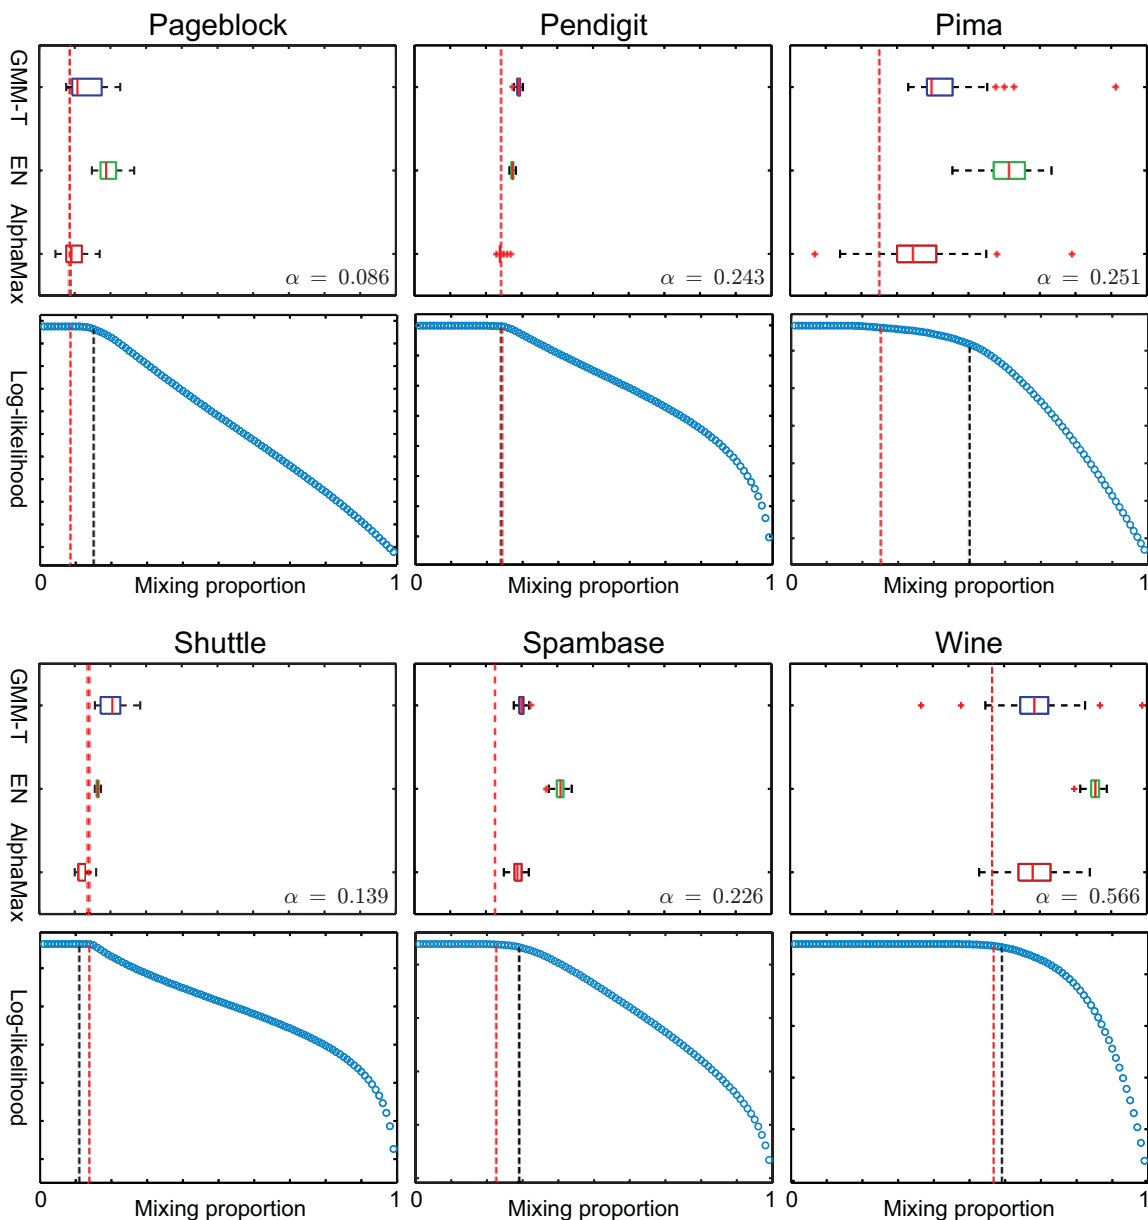 Pageblock Pendigit Pima
GMM-T
EN
AlphaMax
α = 0.086 α = 0.243 α = 0.251
Log-likelihood
0 1 0 1 0 1
Mixing proportion Mixing proportion Mixing proportion
Shuttle Spambase Wine
GMM-T
EN
AlphaMax
α = 0.139 α = 0.226 α = 0.566
Log-likelihood
0 1 0 1 0 1
Mixing proportion Mixing proportion Mixing proportion